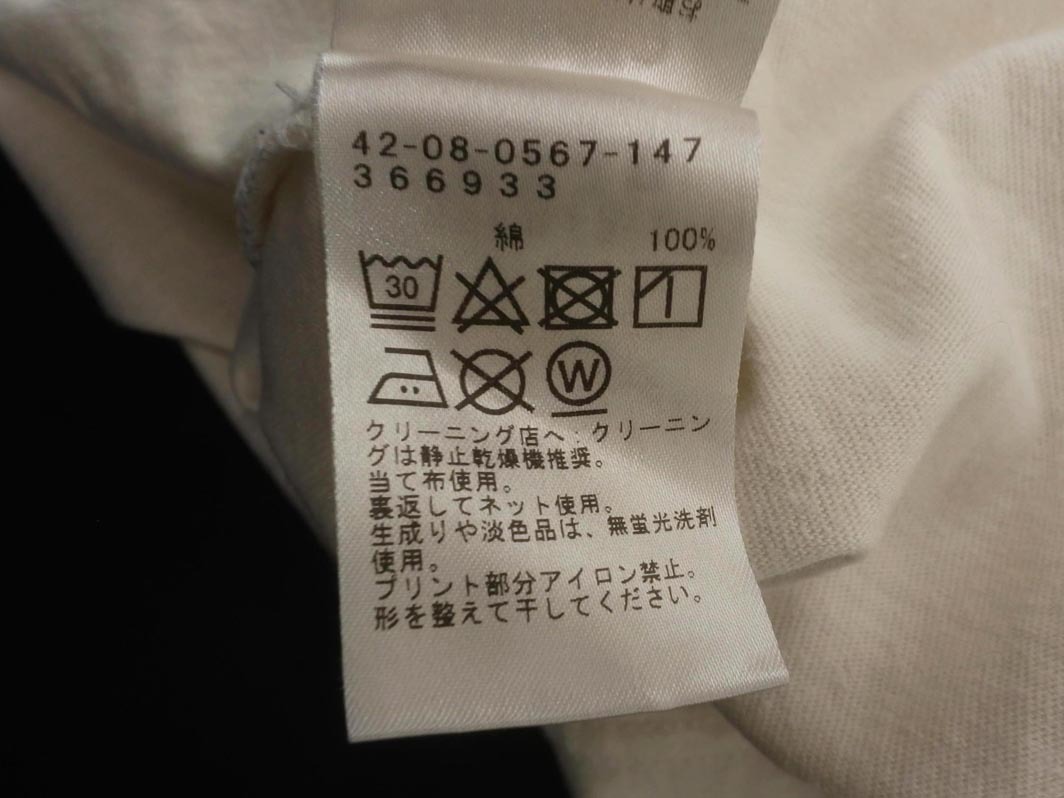 42-08-0567-147
366933
綿 100%
30
W
クリーニング店へ:クリーニン
グは静止乾燥機推奨。
当て布使用。
裏返してネット使用。
生成りや淡色品は、無蛍光洗剤
使用。
プリント部分アイロン禁止。
形を整えて干してください。